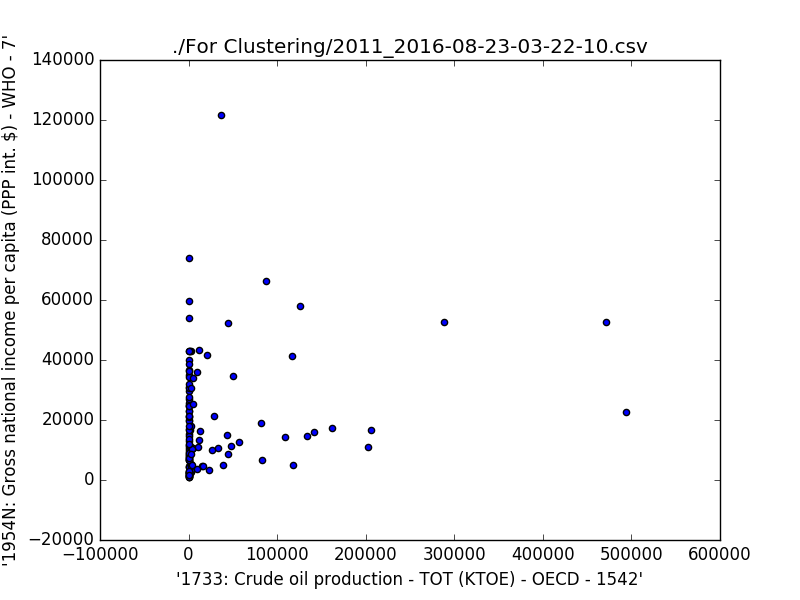 ./For Clustering/2011_2016-08-23-03-22-10.csv
'1954N: Gross national income per capita (PPP int. $) - WHO - 7'
140000
120000
100000
80000
60000
40000
20000
0
−20000
−100000 0 100000 200000 300000 400000 500000 600000
'1733: Crude oil production - TOT (KTOE) - OECD - 1542'